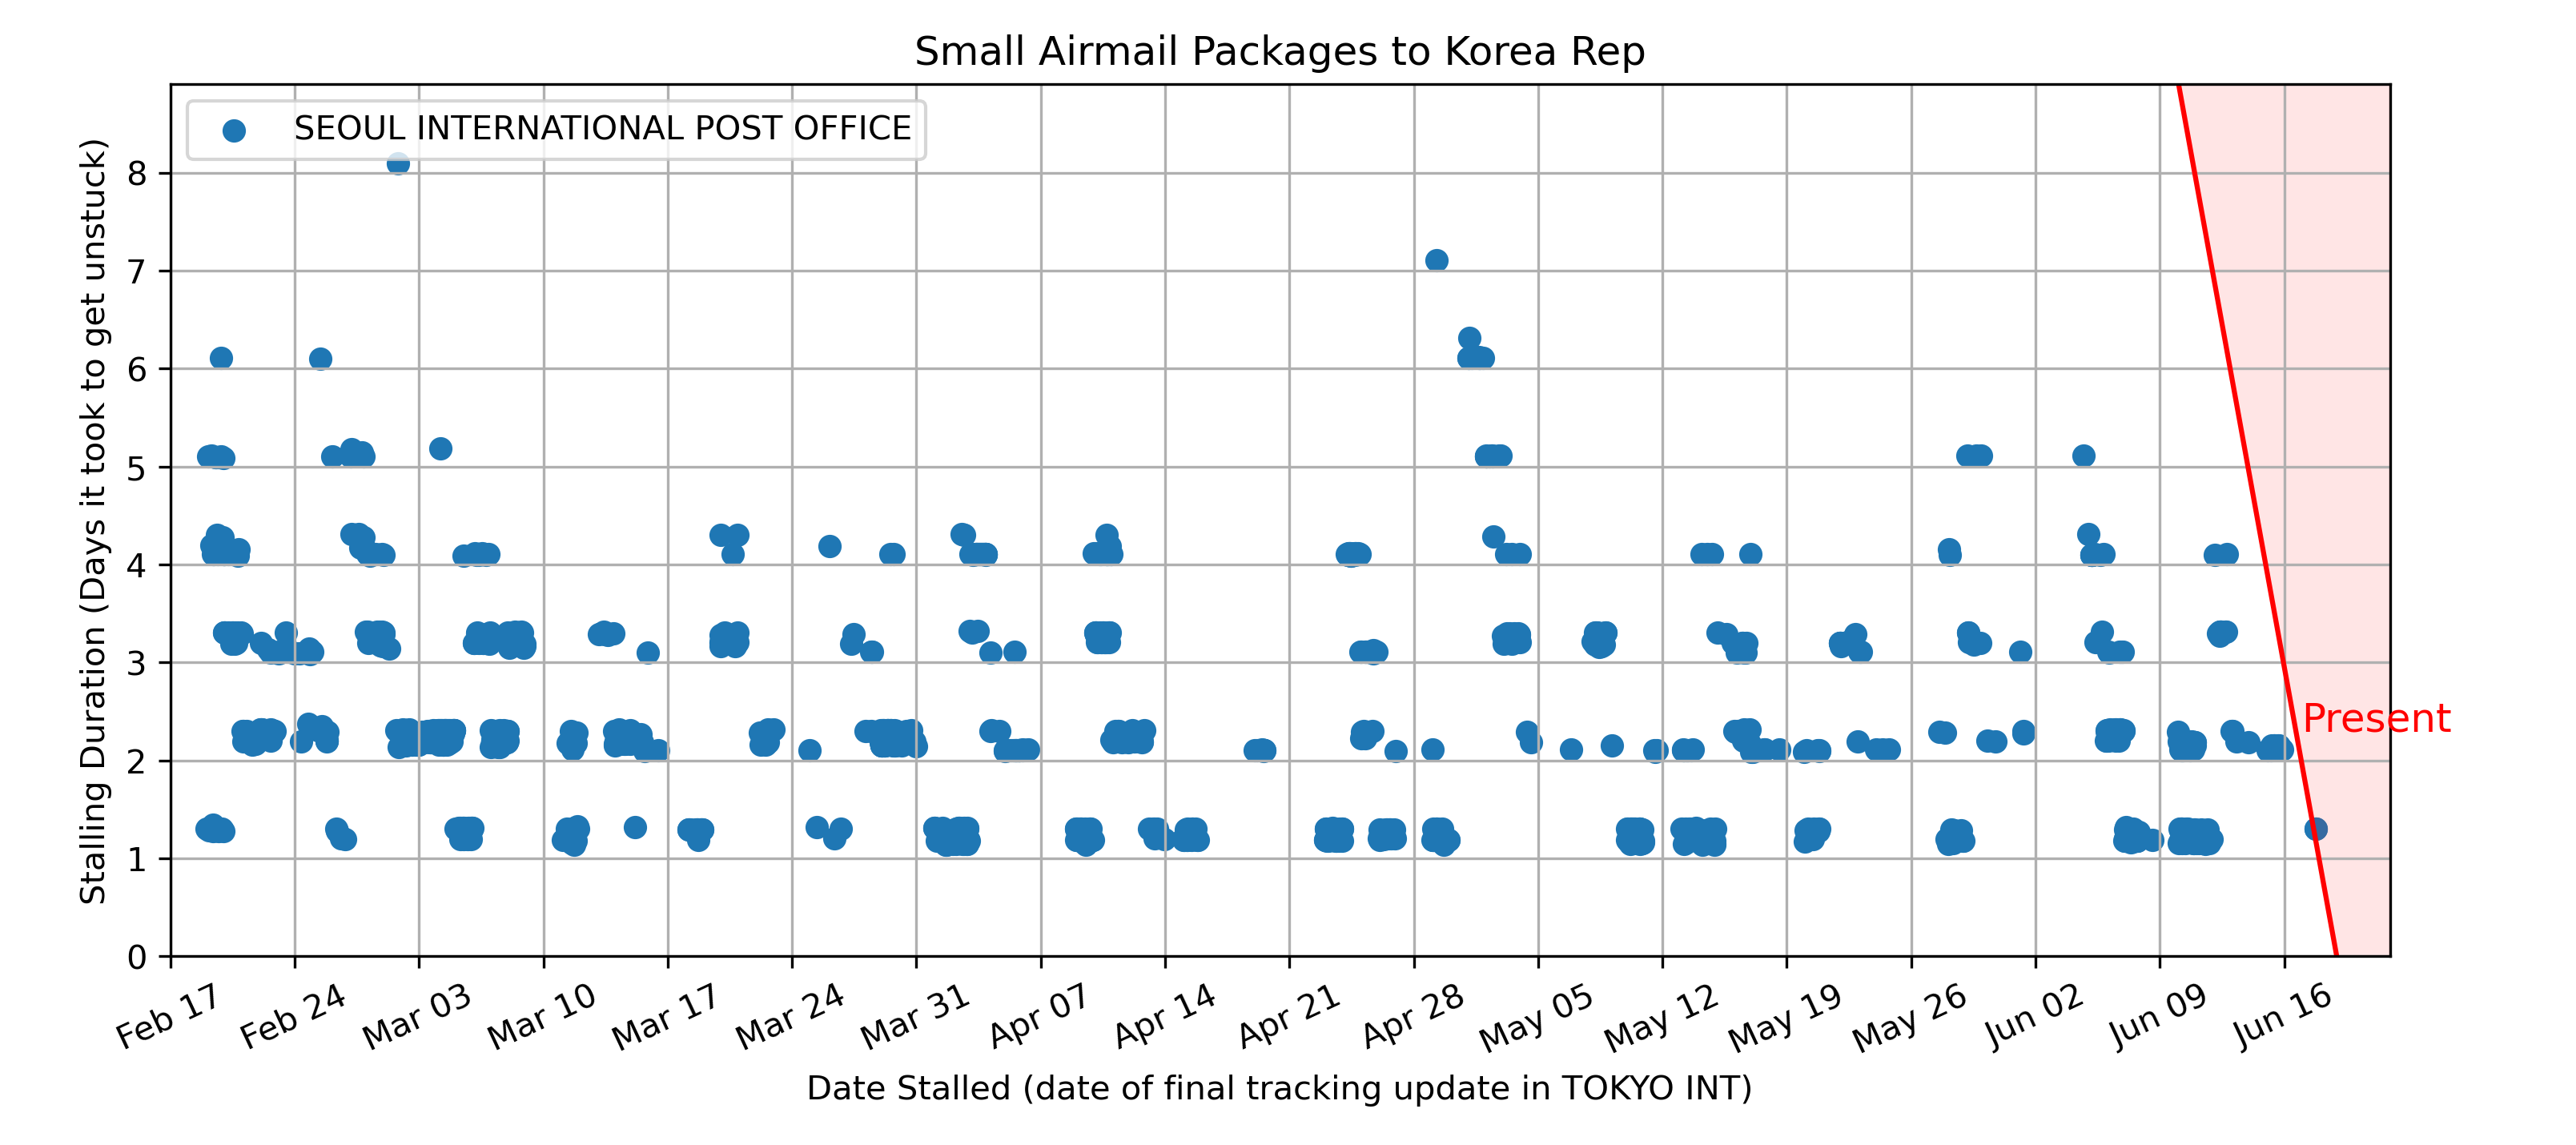 Small Airmail Packages to Korea Rep
SEOUL INTERNATIONAL POST OFFICE
Stalling Duration (Days it took to get unstuck)
8
7
6
5
4
3
2
1
0
Present
Feb 17
Feb 24
Mar 03
Mar 10
Mar 17
Mar 24
Mar 31
Apr 07
Apr 14
Apr 21
Apr 28
May 05
May 12
May 19
May 26
Jun 02
Jun 09
Jun 16
Date Stalled (date of final tracking update in TOKYO INT)